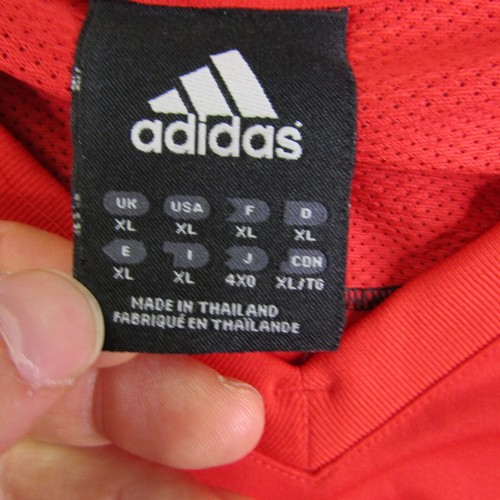 adidas
UK USA F D
XL XL XL XL
E I J CDN
XL XL 4XO XL/TG
MADE IN THAILAND
FABRIQUÉ EN THAÏLANDE